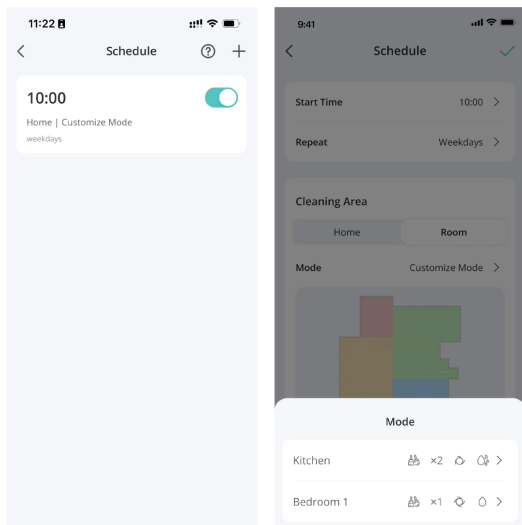 11:22
Schedule
10:00
Home | Customize Mode
weekdays
9:41
Schedule
Start Time 10:00
Repeat Weekdays
Cleaning Area
Home Room
Mode Customize Mode
Mode
Kitchen ×2
Bedroom 1 ×1